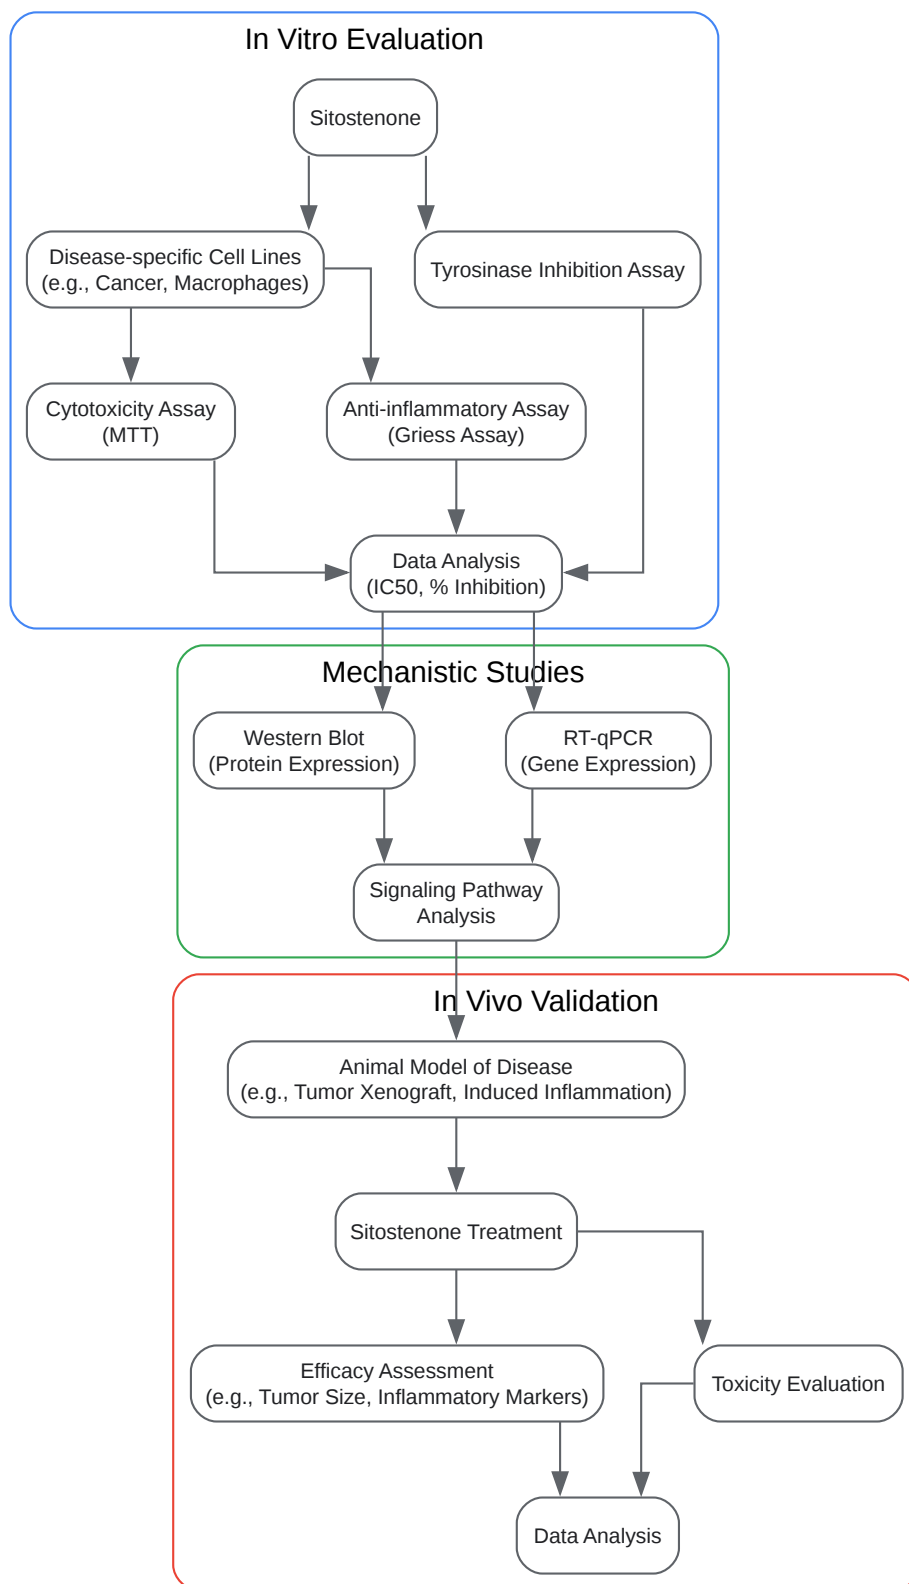 In Vitro Evaluation
Sitostenone
Disease-specific Cell Lines
(e.g., Cancer, Macrophages)
Tyrosinase Inhibition Assay
Cytotoxicity Assay
(MTT)
Anti-inflammatory Assay
(Griess Assay)
Data Analysis
(IC50, % Inhibition)
Mechanistic Studies
Western Blot
(Protein Expression)
RT-qPCR
(Gene Expression)
Signaling Pathway
Analysis
In Vivo Validation
Animal Model of Disease
(e.g., Tumor Xenograft, Induced Inflammation)
Sitostenone Treatment
Efficacy Assessment
(e.g., Tumor Size, Inflammatory Markers)
Toxicity Evaluation
Data Analysis